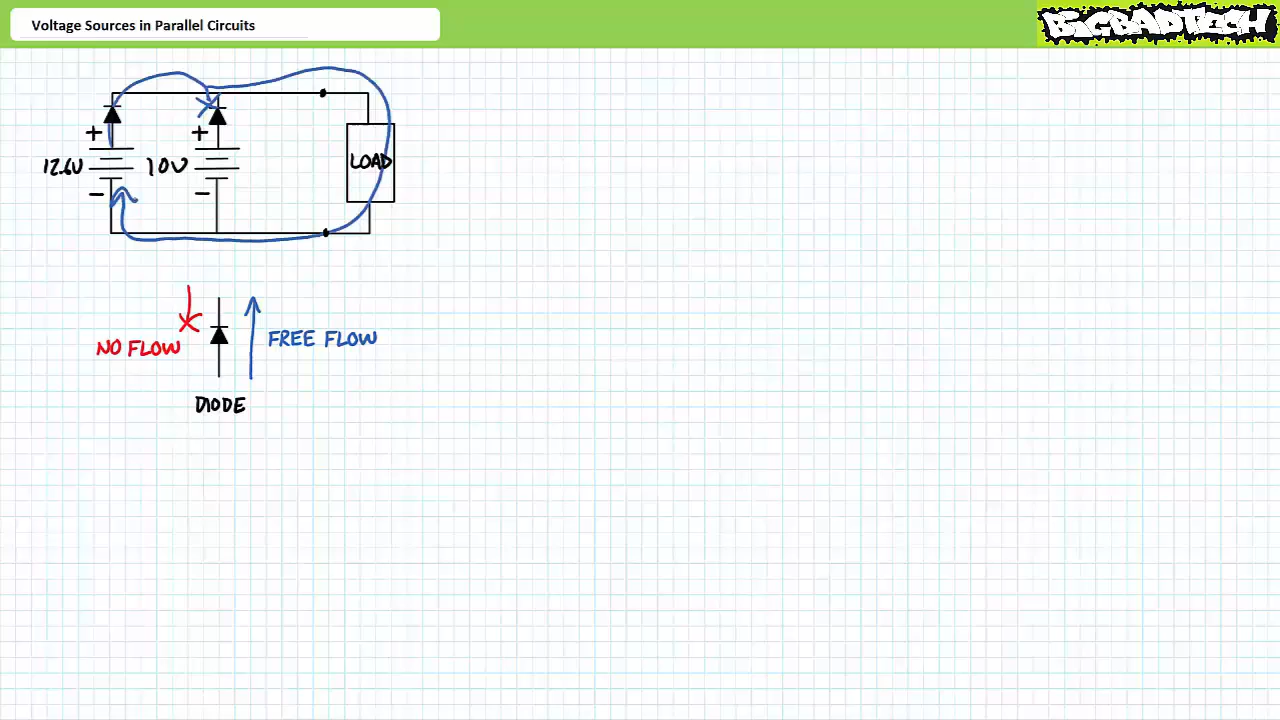 Voltage Sources in Parallel Circuits
BIGBADTECH
+ +
12.6V 10V LOAD
- -
NO FLOW FREE FLOW
DIODE